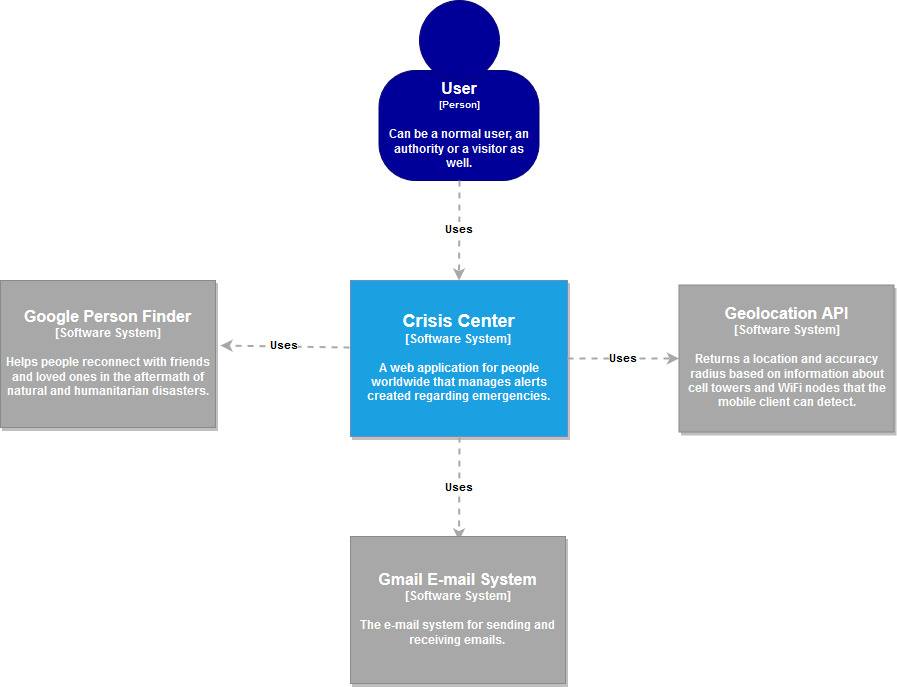 User
[Person]
Can be a normal user, an
authority or a visitor as
well.
Uses
Google Person Finder
[Software System]
Helps people reconnect with friends
and loved ones in the aftermath of
natural and humanitarian disasters.
Uses
Crisis Center
[Software System]
A web application for people
worldwide that manages alerts
created regarding emergencies.
Uses
Geolocation API
[Software System]
Returns a location and accuracy
radius based on information about
cell towers and WiFi nodes that the
mobile client can detect.
Uses
Gmail E-mail System
[Software System]
The e-mail system for sending and
receiving emails.